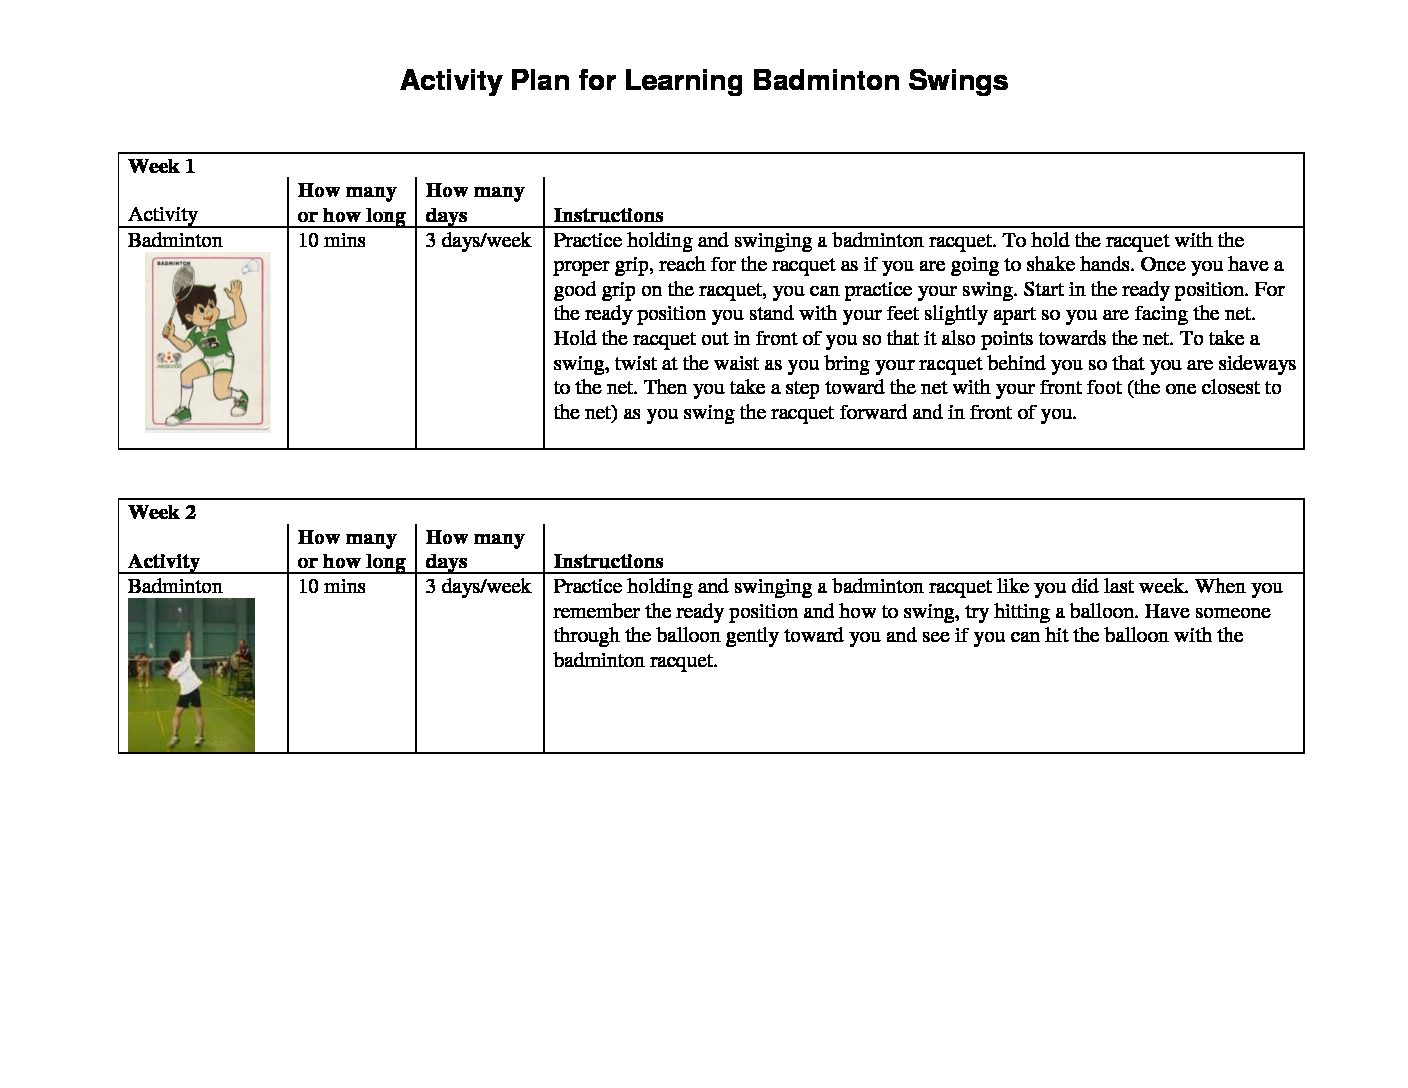 Activity Plan for Learning Badminton Swings
Week 1
Activity
How many
or how long
How many
days
Instructions
Badminton
BADMINTON
10 mins
3 days/week
Practice holding and swinging a badminton racquet. To hold the racquet with the
proper grip, reach for the racquet as if you are going to shake hands. Once you have a
good grip on the racquet, you can practice your swing. Start in the ready position. For
the ready position you stand with your feet slightly apart so you are facing the net.
Hold the racquet out in front of you so that it also points towards the net. To take a
swing, twist at the waist as you bring your racquet behind you so that you are sideways
to the net. Then you take a step toward the net with your front foot (the one closest to
the net) as you swing the racquet forward and in front of you.
Week 2
Activity
How many
or how long
How many
days
Instructions
Badminton
10 mins
3 days/week
Practice holding and swinging a badminton racquet like you did last week. When you
remember the ready position and how to swing, try hitting a balloon. Have someone
through the balloon gently toward you and see if you can hit the balloon with the
badminton racquet.